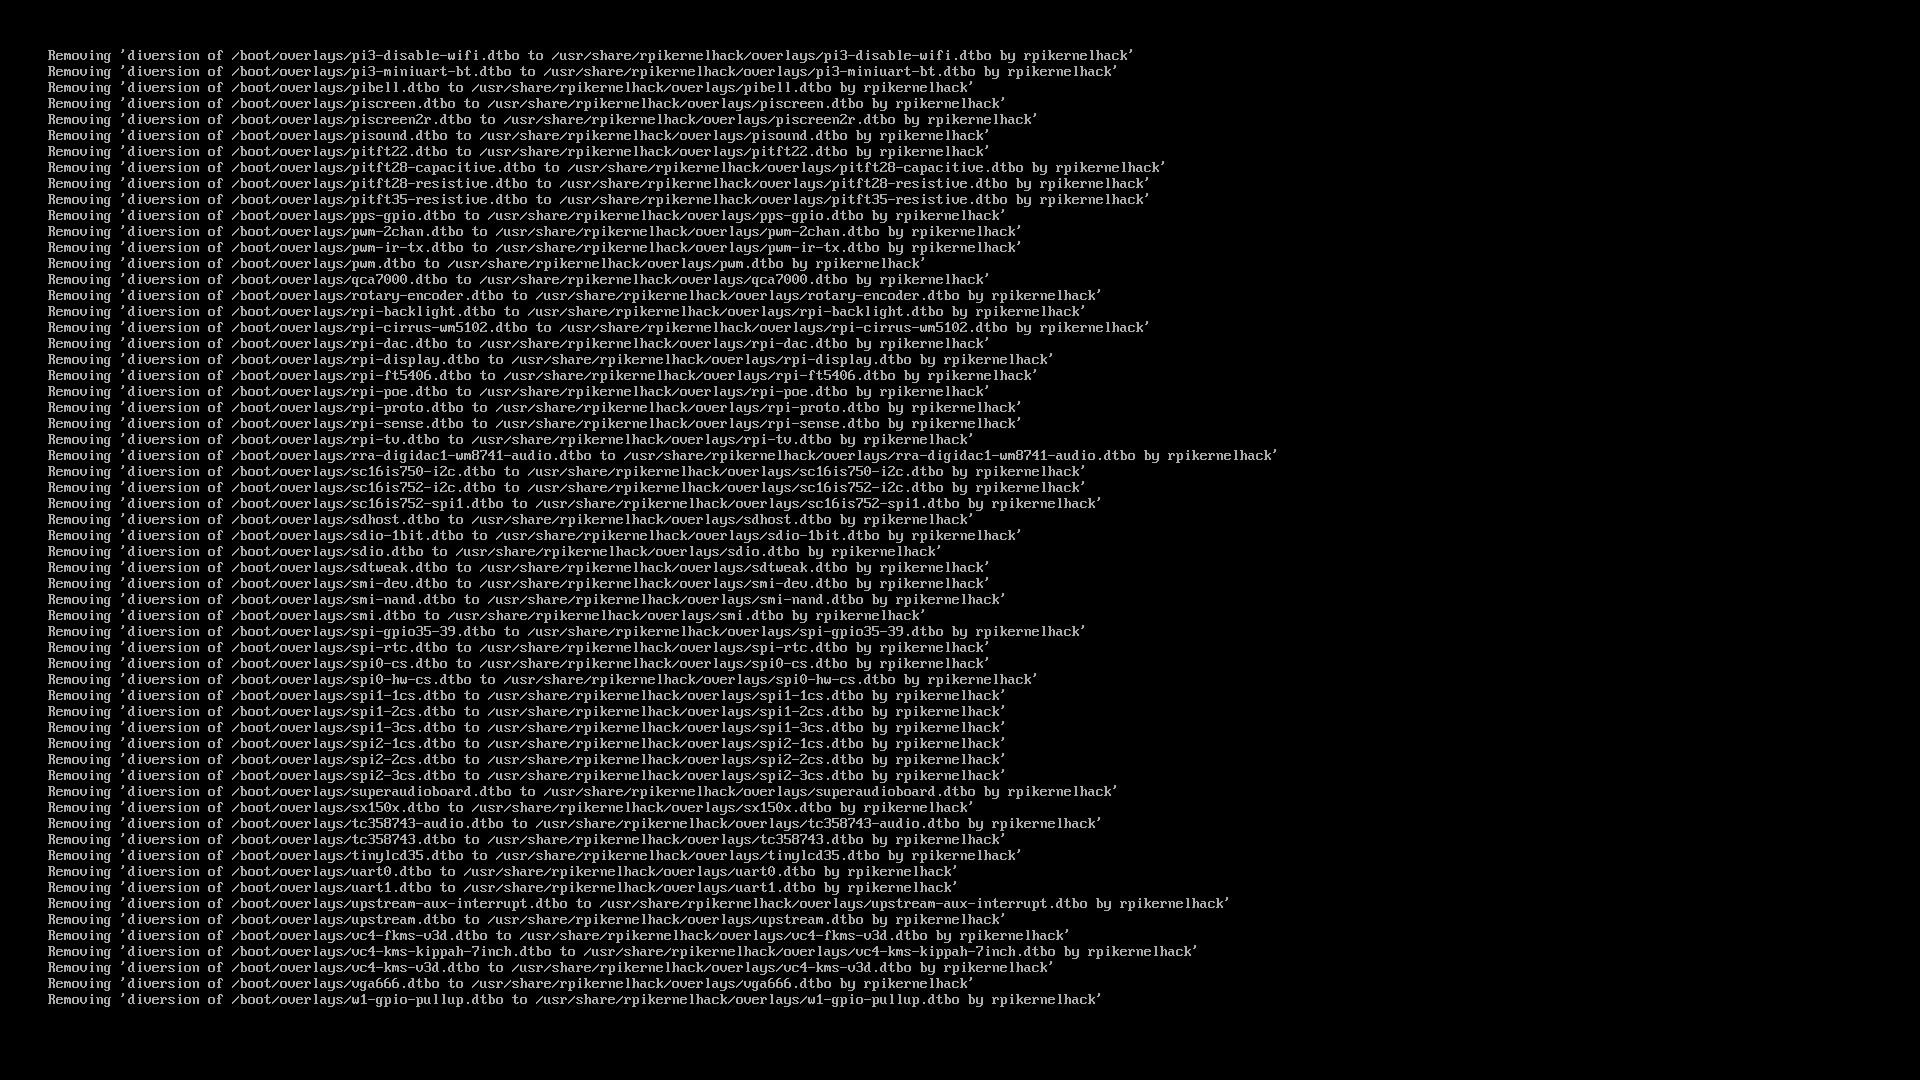 Removing 'diversion of /boot/overlays/pi3-disable-wifi.dtbo to /usr/share/rpikernelhack/overlays/pi3-disable-wifi.dtbo by rpikernelhack'
Removing 'diversion of /boot/overlays/pi3-miniuart-bt.dtbo to /usr/share/rpikernelhack/overlays/pi3-miniuart-bt.dtbo by rpikernelhack'
Removing 'diversion of /boot/overlays/pibell.dtbo to /usr/share/rpikernelhack/overlays/pibell.dtbo by rpikernelhack'
Removing 'diversion of /boot/overlays/piscreen.dtbo to /usr/share/rpikernelhack/overlays/piscreen.dtbo by rpikernelhack'
Removing 'diversion of /boot/overlays/piscreen2r.dtbo to /usr/share/rpikernelhack/overlays/piscreen2r.dtbo by rpikernelhack'
Removing 'diversion of /boot/overlays/pisound.dtbo to /usr/share/rpikernelhack/overlays/pisound.dtbo by rpikernelhack'
Removing 'diversion of /boot/overlays/pitft22.dtbo to /usr/share/rpikernelhack/overlays/pitft22.dtbo by rpikernelhack'
Removing 'diversion of /boot/overlays/pitft28-capacitive.dtbo to /usr/share/rpikernelhack/overlays/pitft28-capacitive.dtbo by rpikernelhack'
Removing 'diversion of /boot/overlays/pitft28-resistive.dtbo to /usr/share/rpikernelhack/overlays/pitft28-resistive.dtbo by rpikernelhack'
Removing 'diversion of /boot/overlays/pitft35-resistive.dtbo to /usr/share/rpikernelhack/overlays/pitft35-resistive.dtbo by rpikernelhack'
Removing 'diversion of /boot/overlays/pps-gpio.dtbo to /usr/share/rpikernelhack/overlays/pps-gpio.dtbo by rpikernelhack'
Removing 'diversion of /boot/overlays/pwm-2chan.dtbo to /usr/share/rpikernelhack/overlays/pwm-2chan.dtbo by rpikernelhack'
Removing 'diversion of /boot/overlays/pwm-ir-tx.dtbo to /usr/share/rpikernelhack/overlays/pwm-ir-tx.dtbo by rpikernelhack'
Removing 'diversion of /boot/overlays/pwm.dtbo to /usr/share/rpikernelhack/overlays/pwm.dtbo by rpikernelhack'
Removing 'diversion of /boot/overlays/qca7000.dtbo to /usr/share/rpikernelhack/overlays/qca7000.dtbo by rpikernelhack'
Removing 'diversion of /boot/overlays/rotary-encoder.dtbo to /usr/share/rpikernelhack/overlays/rotary-encoder.dtbo by rpikernelhack'
Removing 'diversion of /boot/overlays/rpi-backlight.dtbo to /usr/share/rpikernelhack/overlays/rpi-backlight.dtbo by rpikernelhack'
Removing 'diversion of /boot/overlays/rpi-cirrus-wm5102.dtbo to /usr/share/rpikernelhack/overlays/rpi-cirrus-wm5102.dtbo by rpikernelhack'
Removing 'diversion of /boot/overlays/rpi-dac.dtbo to /usr/share/rpikernelhack/overlays/rpi-dac.dtbo by rpikernelhack'
Removing 'diversion of /boot/overlays/rpi-display.dtbo to /usr/share/rpikernelhack/overlays/rpi-display.dtbo by rpikernelhack'
Removing 'diversion of /boot/overlays/rpi-ft5406.dtbo to /usr/share/rpikernelhack/overlays/rpi-ft5406.dtbo by rpikernelhack'
Removing 'diversion of /boot/overlays/rpi-poe.dtbo to /usr/share/rpikernelhack/overlays/rpi-poe.dtbo by rpikernelhack'
Removing 'diversion of /boot/overlays/rpi-proto.dtbo to /usr/share/rpikernelhack/overlays/rpi-proto.dtbo by rpikernelhack'
Removing 'diversion of /boot/overlays/rpi-sense.dtbo to /usr/share/rpikernelhack/overlays/rpi-sense.dtbo by rpikernelhack'
Removing 'diversion of /boot/overlays/rpi-tv.dtbo to /usr/share/rpikernelhack/overlays/rpi-tv.dtbo by rpikernelhack'
Removing 'diversion of /boot/overlays/rra-digidac1-wm8741-audio.dtbo to /usr/share/rpikernelhack/overlays/rra-digidac1-wm8741-audio.dtbo by rpikernelhack'
Removing 'diversion of /boot/overlays/sc16is750-i2c.dtbo to /usr/share/rpikernelhack/overlays/sc16is750-i2c.dtbo by rpikernelhack'
Removing 'diversion of /boot/overlays/sc16is752-i2c.dtbo to /usr/share/rpikernelhack/overlays/sc16is752-i2c.dtbo by rpikernelhack'
Removing 'diversion of /boot/overlays/sc16is752-spi1.dtbo to /usr/share/rpikernelhack/overlays/sc16is752-spi1.dtbo by rpikernelhack'
Removing 'diversion of /boot/overlays/sdhost.dtbo to /usr/share/rpikernelhack/overlays/sdhost.dtbo by rpikernelhack'
Removing 'diversion of /boot/overlays/sdio-1bit.dtbo to /usr/share/rpikernelhack/overlays/sdio-1bit.dtbo by rpikernelhack'
Removing 'diversion of /boot/overlays/sdio.dtbo to /usr/share/rpikernelhack/overlays/sdio.dtbo by rpikernelhack'
Removing 'diversion of /boot/overlays/sdtweak.dtbo to /usr/share/rpikernelhack/overlays/sdtweak.dtbo by rpikernelhack'
Removing 'diversion of /boot/overlays/smi-dev.dtbo to /usr/share/rpikernelhack/overlays/smi-dev.dtbo by rpikernelhack'
Removing 'diversion of /boot/overlays/smi-nand.dtbo to /usr/share/rpikernelhack/overlays/smi-nand.dtbo by rpikernelhack'
Removing 'diversion of /boot/overlays/smi.dtbo to /usr/share/rpikernelhack/overlays/smi.dtbo by rpikernelhack'
Removing 'diversion of /boot/overlays/spi-gpio35-39.dtbo to /usr/share/rpikernelhack/overlays/spi-gpio35-39.dtbo by rpikernelhack'
Removing 'diversion of /boot/overlays/spi-rtc.dtbo to /usr/share/rpikernelhack/overlays/spi-rtc.dtbo by rpikernelhack'
Removing 'diversion of /boot/overlays/spi0-cs.dtbo to /usr/share/rpikernelhack/overlays/spi0-cs.dtbo by rpikernelhack'
Removing 'diversion of /boot/overlays/spi0-hw-cs.dtbo to /usr/share/rpikernelhack/overlays/spi0-hw-cs.dtbo by rpikernelhack'
Removing 'diversion of /boot/overlays/spi1-1cs.dtbo to /usr/share/rpikernelhack/overlays/spi1-1cs.dtbo by rpikernelhack'
Removing 'diversion of /boot/overlays/spi1-2cs.dtbo to /usr/share/rpikernelhack/overlays/spi1-2cs.dtbo by rpikernelhack'
Removing 'diversion of /boot/overlays/spi1-3cs.dtbo to /usr/share/rpikernelhack/overlays/spi1-3cs.dtbo by rpikernelhack'
Removing 'diversion of /boot/overlays/spi2-1cs.dtbo to /usr/share/rpikernelhack/overlays/spi2-1cs.dtbo by rpikernelhack'
Removing 'diversion of /boot/overlays/spi2-2cs.dtbo to /usr/share/rpikernelhack/overlays/spi2-2cs.dtbo by rpikernelhack'
Removing 'diversion of /boot/overlays/spi2-3cs.dtbo to /usr/share/rpikernelhack/overlays/spi2-3cs.dtbo by rpikernelhack'
Removing 'diversion of /boot/overlays/superaudioboard.dtbo to /usr/share/rpikernelhack/overlays/superaudioboard.dtbo by rpikernelhack'
Removing 'diversion of /boot/overlays/sx150x.dtbo to /usr/share/rpikernelhack/overlays/sx150x.dtbo by rpikernelhack'
Removing 'diversion of /boot/overlays/tc358743-audio.dtbo to /usr/share/rpikernelhack/overlays/tc358743-audio.dtbo by rpikernelhack'
Removing 'diversion of /boot/overlays/tc358743.dtbo to /usr/share/rpikernelhack/overlays/tc358743.dtbo by rpikernelhack'
Removing 'diversion of /boot/overlays/tinylcd35.dtbo to /usr/share/rpikernelhack/overlays/tinylcd35.dtbo by rpikernelhack'
Removing 'diversion of /boot/overlays/uart0.dtbo to /usr/share/rpikernelhack/overlays/uart0.dtbo by rpikernelhack'
Removing 'diversion of /boot/overlays/uart1.dtbo to /usr/share/rpikernelhack/overlays/uart1.dtbo by rpikernelhack'
Removing 'diversion of /boot/overlays/upstream-aux-interrupt.dtbo to /usr/share/rpikernelhack/overlays/upstream-aux-interrupt.dtbo by rpikernelhack'
Removing 'diversion of /boot/overlays/upstream.dtbo to /usr/share/rpikernelhack/overlays/upstream.dtbo by rpikernelhack'
Removing 'diversion of /boot/overlays/vc4-fkms-v3d.dtbo to /usr/share/rpikernelhack/overlays/vc4-fkms-v3d.dtbo by rpikernelhack'
Removing 'diversion of /boot/overlays/vc4-kms-kippah-7inch.dtbo to /usr/share/rpikernelhack/overlays/vc4-kms-kippah-7inch.dtbo by rpikernelhack'
Removing 'diversion of /boot/overlays/vc4-kms-v3d.dtbo to /usr/share/rpikernelhack/overlays/vc4-kms-v3d.dtbo by rpikernelhack'
Removing 'diversion of /boot/overlays/vga666.dtbo to /usr/share/rpikernelhack/overlays/vga666.dtbo by rpikernelhack'
Removing 'diversion of /boot/overlays/w1-gpio-pullup.dtbo to /usr/share/rpikernelhack/overlays/w1-gpio-pullup.dtbo by rpikernelhack'